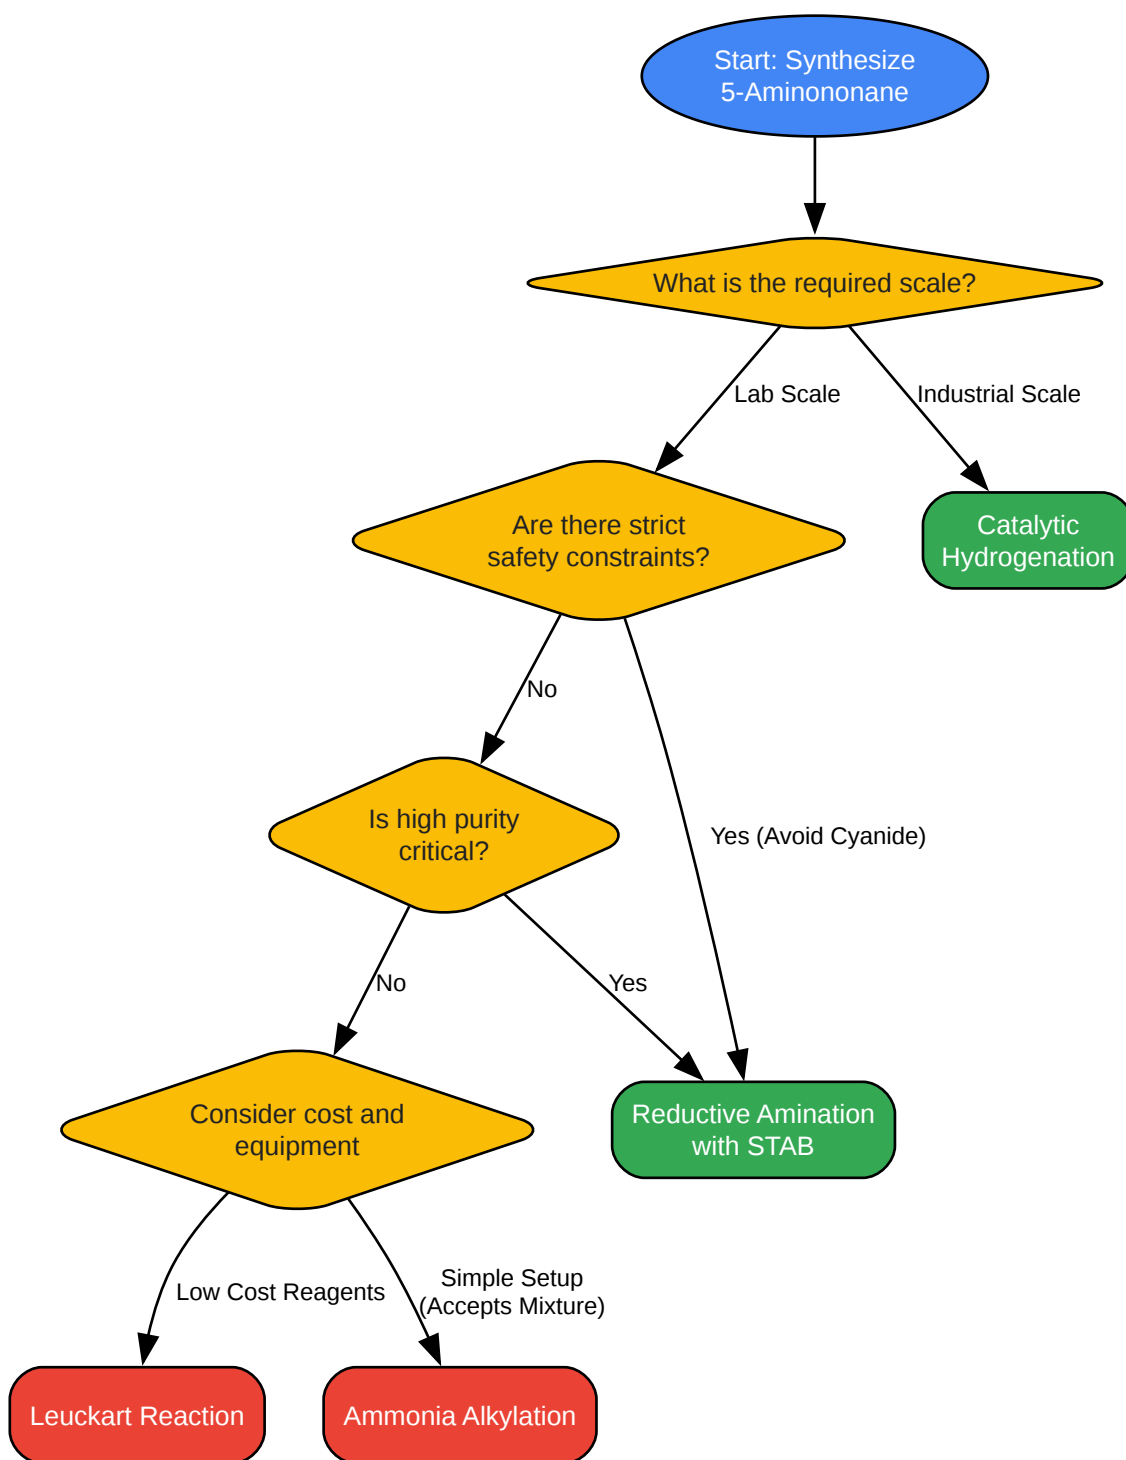 Start: Synthesize
5-Aminononane
What is the required scale?
Lab Scale
Industrial Scale
Are there strict
safety constraints?
Catalytic
Hydrogenation
No
Yes (Avoid Cyanide)
Is high purity
critical?
No
Yes
Consider cost and
equipment
Reductive Amination
with STAB
Low Cost Reagents
Simple Setup
(Accepts Mixture)
Leuckart Reaction
Ammonia Alkylation